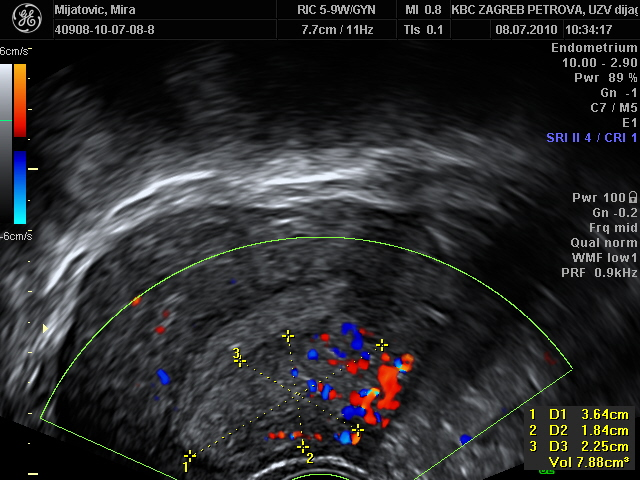 Mijatovic, Mira RIC 5-9W/GYN MI 0.8 KBC ZAGREB PETROVA, UZV dijag
40908-10-07-08-8 7.7cm / 11Hz TIs 0.1 08.07.2010 10:34:17
6cm/s
-6cm/s
Endometrium
10.00 - 2.90
Pwr 89 %
Gn -1
C7 / M5
E1
SRI II 4 / CRI 1
Pwr 100
Gn -0.2
Frq mid
Qual norm
WMF low1
PRF 0.9kHz
3
1
2
1 D1 3.64cm
2 D2 1.84cm
3 D3 2.25cm
Vol 7.88cm³